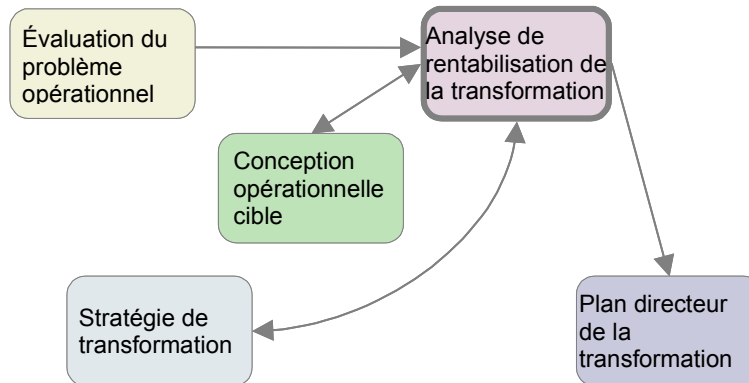 Évaluation du
problème
opérationnel
Analyse de
rentabilisation de
la transformation
Conception
opérationnelle
cible
Stratégie de
transformation
Plan directeur
de la
transformation